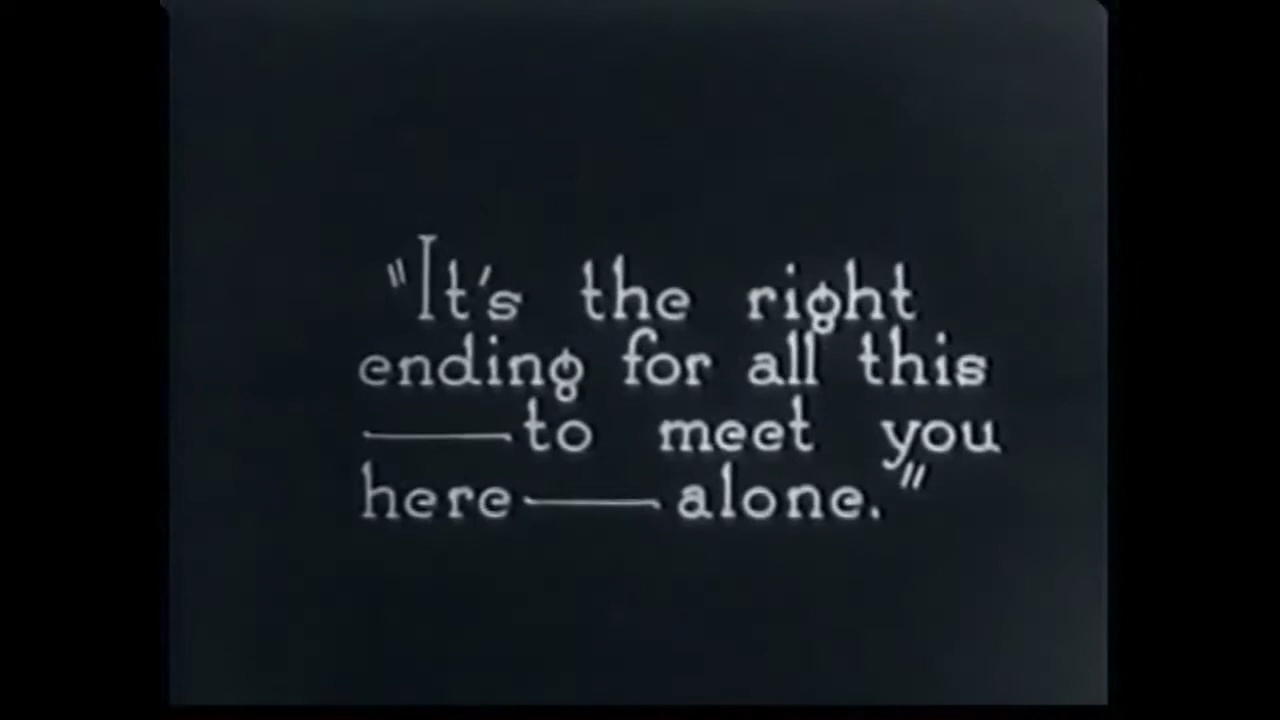 "It's the right
ending for all this
——to meet you
here——alone."